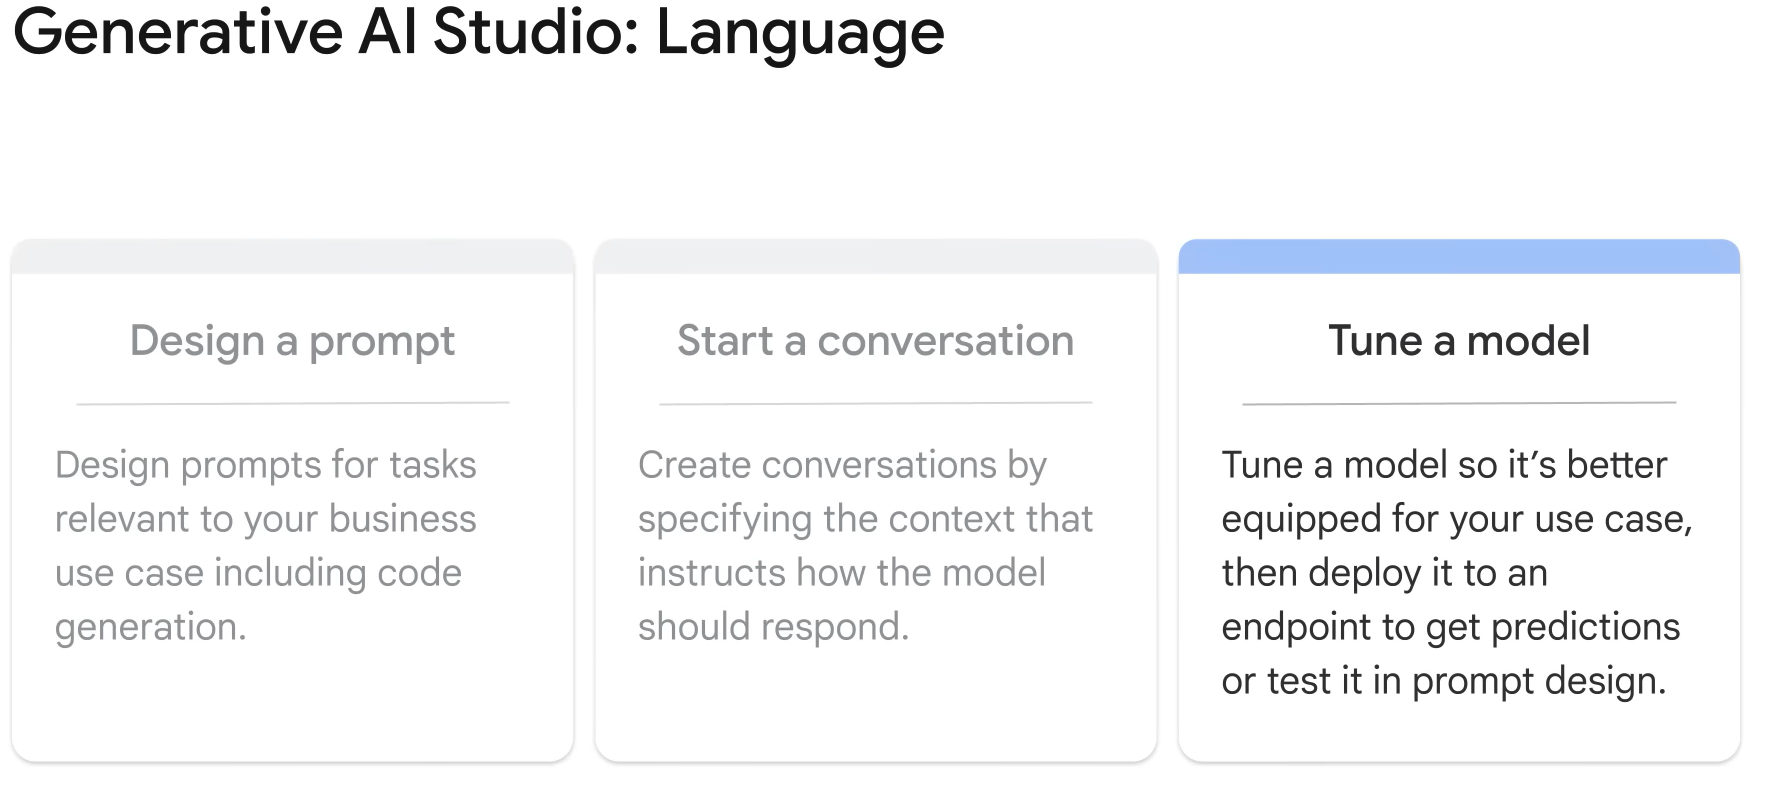 Generative AI Studio: Language
Design a prompt
Design prompts for tasks
relevant to your business
use case including code
generation.
Start a conversation
Create conversations by
specifying the context that
instructs how the model
should respond.
Tune a model
Tune a model so it’s better
equipped for your use case,
then deploy it to an
endpoint to get predictions
or test it in prompt design.